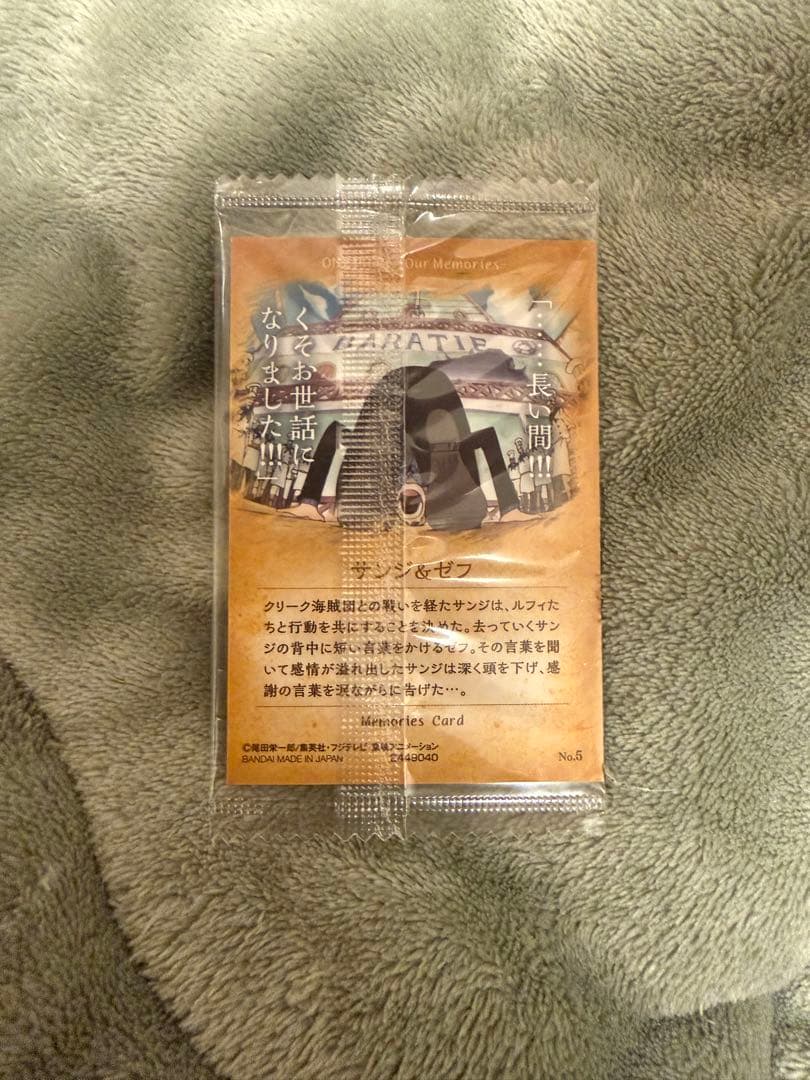 Our Memories-
BARATIE
「………長い間!!!
くそお世話に
なりました!!!」
サンジ&ゼフ
クリーク海賊団との戦いを経たサンジは、ルフィた
ちと行動を共にすることを決めた。去っていくサン
ジの背中に短い言葉をかけるゼフ。その言葉を聞
いて感情が溢れ出したサンジは深く頭を下げ、感
謝の言葉を涙ながらに告げた…。
Memories Card
©尾田栄一郎/集英社・フジテレビ・東映アニメーション
BANDAI MADE IN JAPAN 2449040
No.5